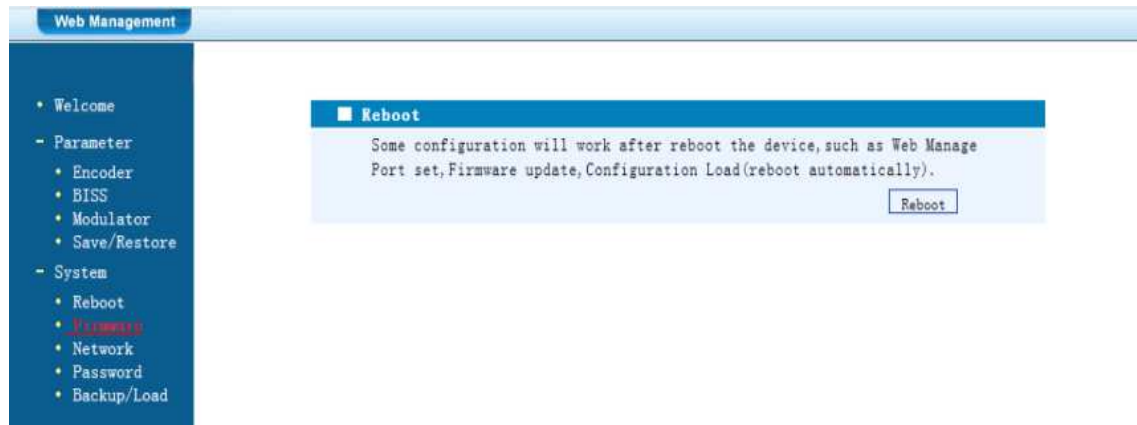 Web Management
Welcome
Parameter
Encoder
BISS
Modulator
Save/Restore
System
Reboot
Firmware
Network
Password
Backup/Load
Reboot
Some configuration will work after reboot the device,such as Web Manage
Port set,Firmware update,Configuration Load(reboot automatically).
Reboot